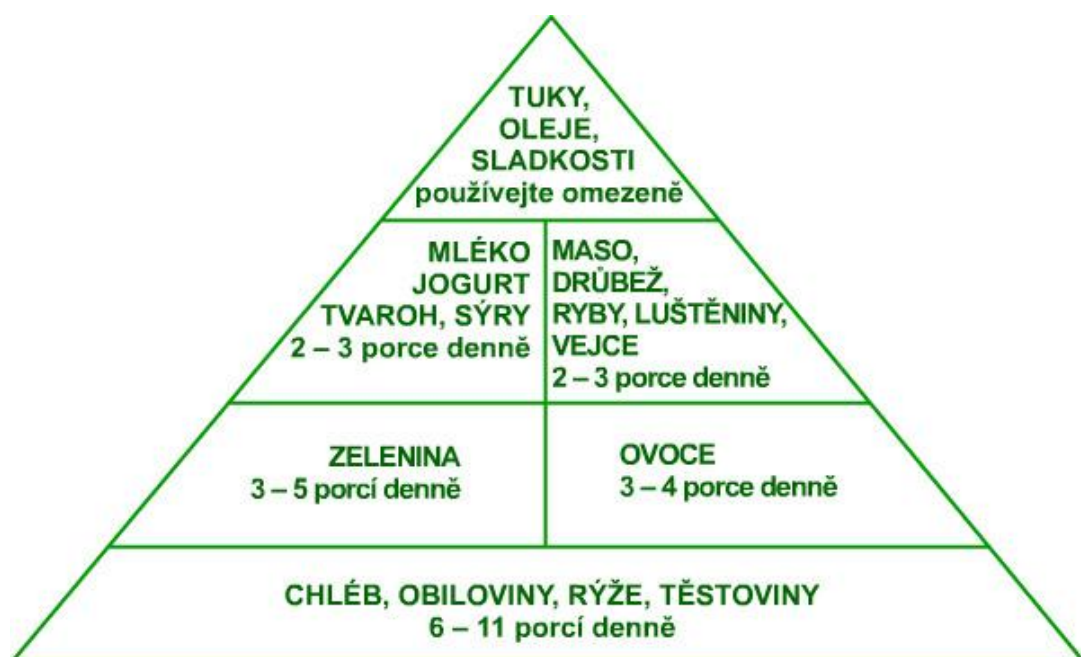 TUKY,
OLEJE,
SLADKOSTI
používejte omezeně
MLÉKO
JOGURT
TVAROH, SÝRY
2 – 3 porce denně
MASO,
DRŮBEŽ,
RYBY, LUŠTĚNINY,
VEJCE
2 – 3 porce denně
ZELENINA
3 – 5 porcí denně
OVOCE
3 – 4 porce denně
CHLÉB, OBILOVINY, RÝŽE, TĚSTOVINY
6 – 11 porcí denně